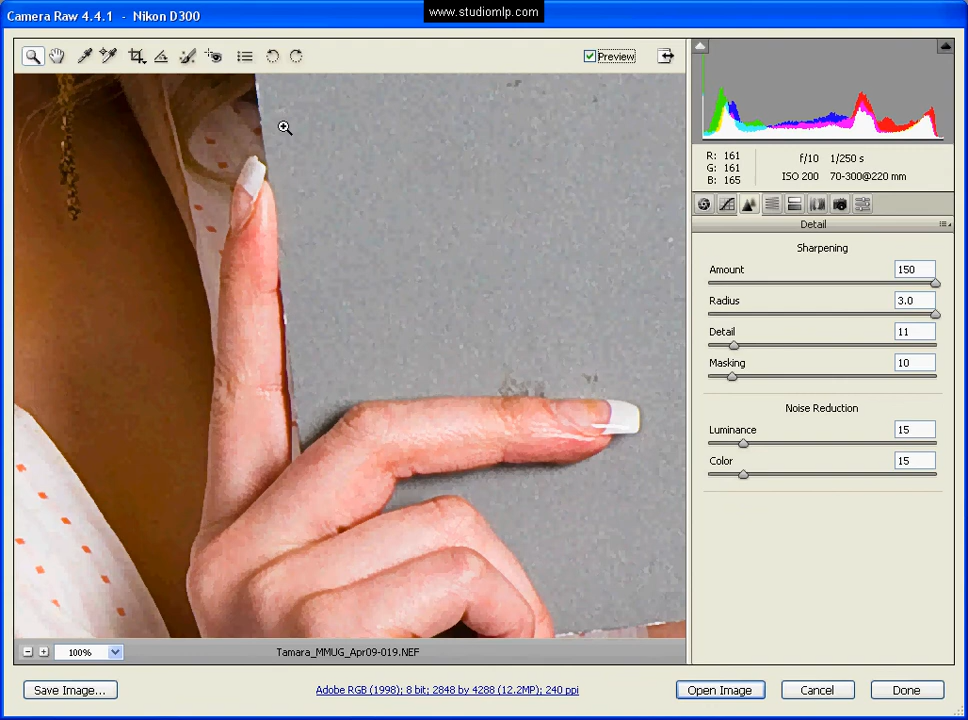 www.studiomlp.com
Camera Raw 4.4.1 - Nikon D300
Preview
R: 161
G: 161
B: 165
f/10 1/250 s
ISO 200 70-300@220 mm
Detail
Sharpening
Amount 150
Radius 3.0
Detail 11
Masking 10
Noise Reduction
Luminance 15
Color 15
100%
Tamara_MMUG_Apr09-019.NEF
Save Image...
Adobe RGB (1998); 8 bit; 2848 by 4288 (12.2MP); 240 ppi
Open Image
Cancel
Done